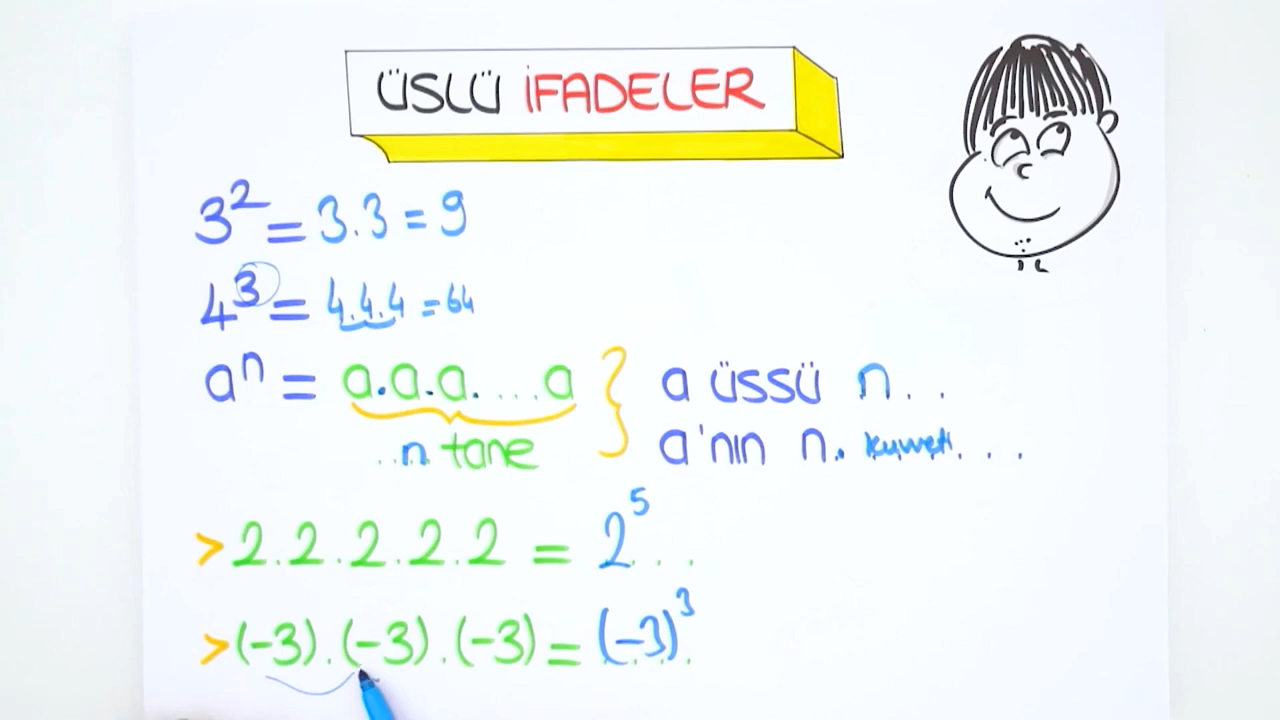 ÜSLÜ İFADELER
3² = 3.3 = 9
4³ = 4.4.4 = 64
aⁿ = a.a.a....a } a üssü n..
..n tane a'nın n. kuvveti...
> 2.2.2.2.2 = 2⁵...
> (-3).(-3).(-3) = (-3)³